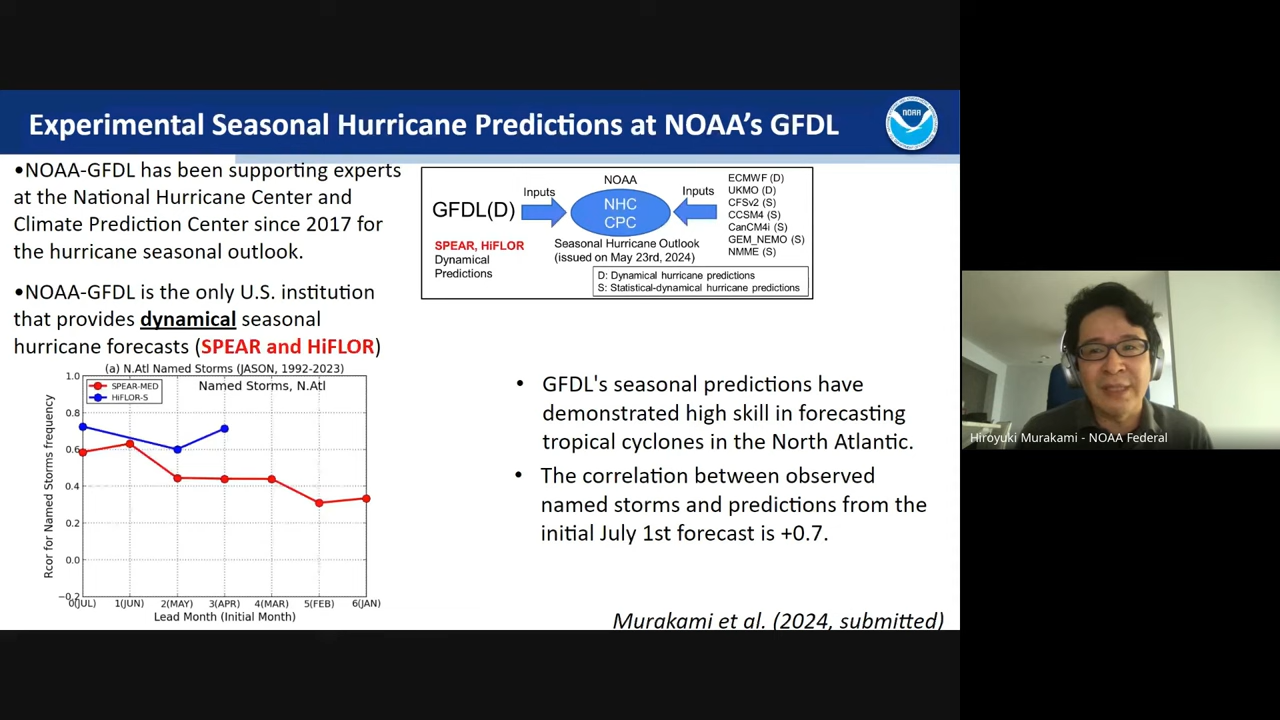 Experimental Seasonal Hurricane Predictions at NOAA's GFDL
NOAA
•NOAA-GFDL has been supporting experts
at the National Hurricane Center and
Climate Prediction Center since 2017 for
the hurricane seasonal outlook.
•NOAA-GFDL is the only U.S. institution
that provides dynamical seasonal
hurricane forecasts (SPEAR and HiFLOR)
NOAA
Inputs
Inputs
GFDL(D)
NHC
CPC
SPEAR, HiFLOR
Dynamical
Predictions
Seasonal Hurricane Outlook
(issued on May 23rd, 2024)
ECMWF (D)
UKMO (D)
CFSv2 (S)
CCSM4 (S)
CanCM4i (S)
GEM_NEMO (S)
NMME (S)
D: Dynamical hurricane predictions
S: Statistical-dynamical hurricane predictions
(a) N.Atl Named Storms (JASON, 1992-2023)
Named Storms, N.Atl
SPEAR-MED
HiFLOR-S
Rcor for Named Storms frequency
1.0
0.8
0.6
0.4
0.2
0.0
−0.2
0(JUL) 1(JUN) 2(MAY) 3(APR) 4(MAR) 5(FEB) 6(JAN)
Lead Month (Initial Month)
• GFDL's seasonal predictions have
demonstrated high skill in forecasting
tropical cyclones in the North Atlantic.
• The correlation between observed
named storms and predictions from the
initial July 1st forecast is +0.7.
Murakami et al. (2024, submitted)
Hiroyuki Murakami - NOAA Federal